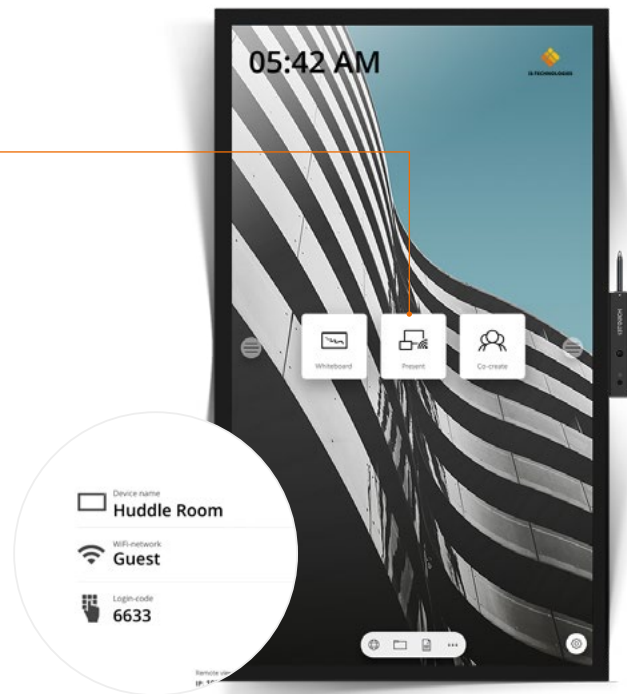 05:42 AM
Whiteboard
Present
Co-create
Device name
Huddle Room
WiFi-network
Guest
Login-code
6633